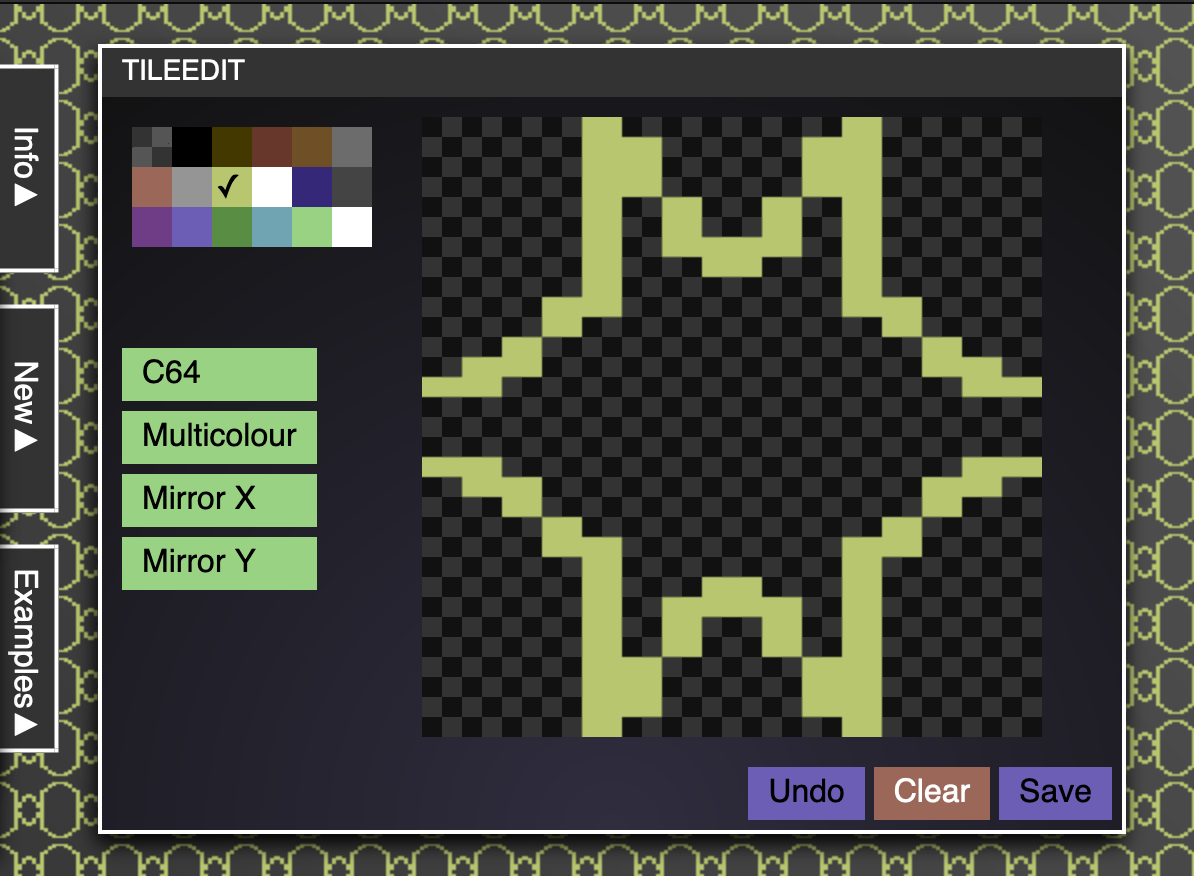 TILEEDIT
Info▲
New▲
Examples▲
✓
C64
Multicolour
Mirror X
Mirror Y
Undo
Clear
Save